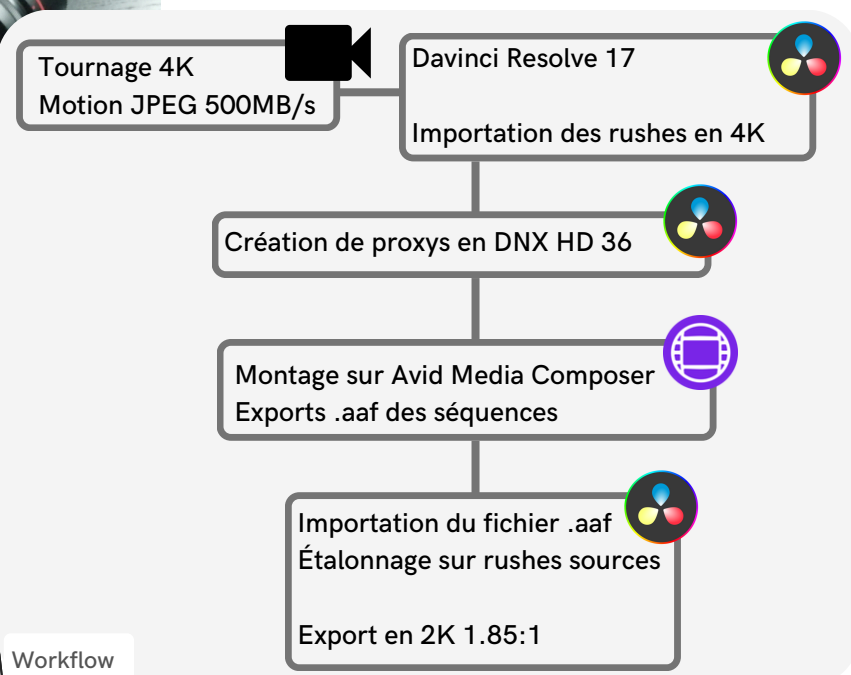 Tournage 4K
Motion JPEG 500MB/s
Davinci Resolve 17
Importation des rushes en 4K
Création de proxys en DNX HD 36
Montage sur Avid Media Composer
Exports .aaf des séquences
Importation du fichier .aaf
Étalonnage sur rushes sources
Export en 2K 1.85:1
Workflow